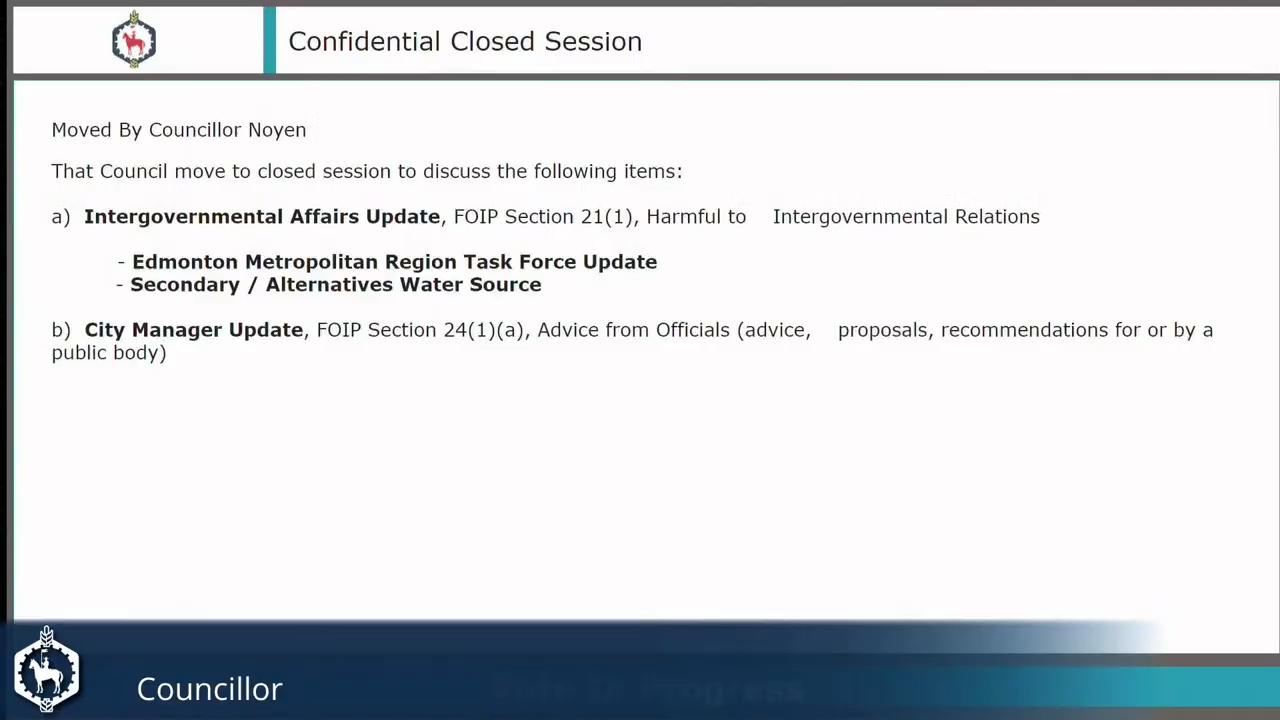 Confidential Closed Session
Moved By Councillor Noyen
That Council move to closed session to discuss the following items:
a) Intergovernmental Affairs Update, FOIP Section 21(1), Harmful to Intergovernmental Relations
- Edmonton Metropolitan Region Task Force Update
- Secondary / Alternatives Water Source
b) City Manager Update, FOIP Section 24(1)(a), Advice from Officials (advice, proposals, recommendations for or by a
public body)
Councillor
Vote In Progress